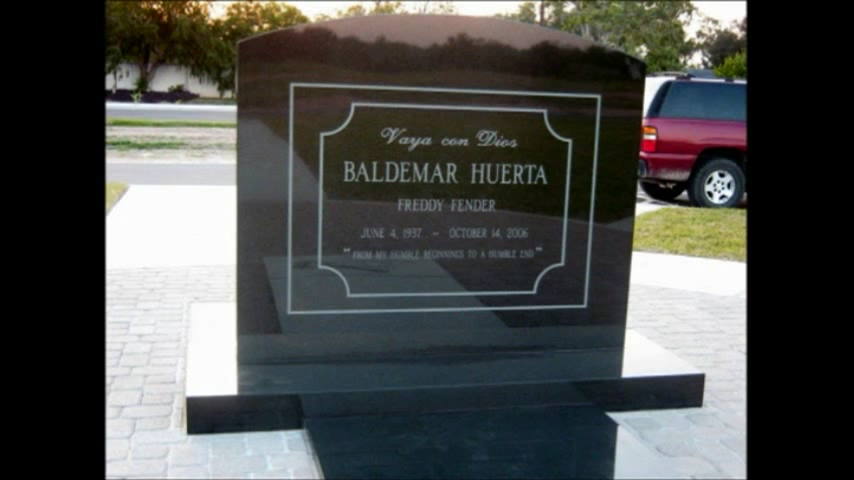 Vaya con Dios
BALDEMAR HUERTA
FREDDY FENDER
JUNE 4, 1937 ~ OCTOBER 14, 2006
"FROM MY HUMBLE BEGINNINGS TO A HUMBLE END"